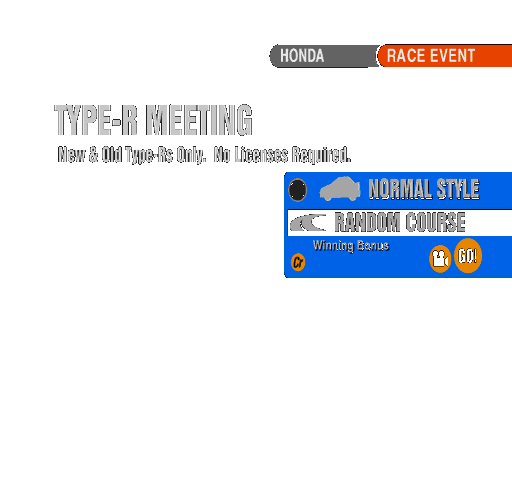 HONDA RACE EVENT
TYPE-R MEETING
New & Old Type-Rs Only. No Licenses Required.
NORMAL STYLE
RANDOM COURSE
Winning Bonus
Cr GO!